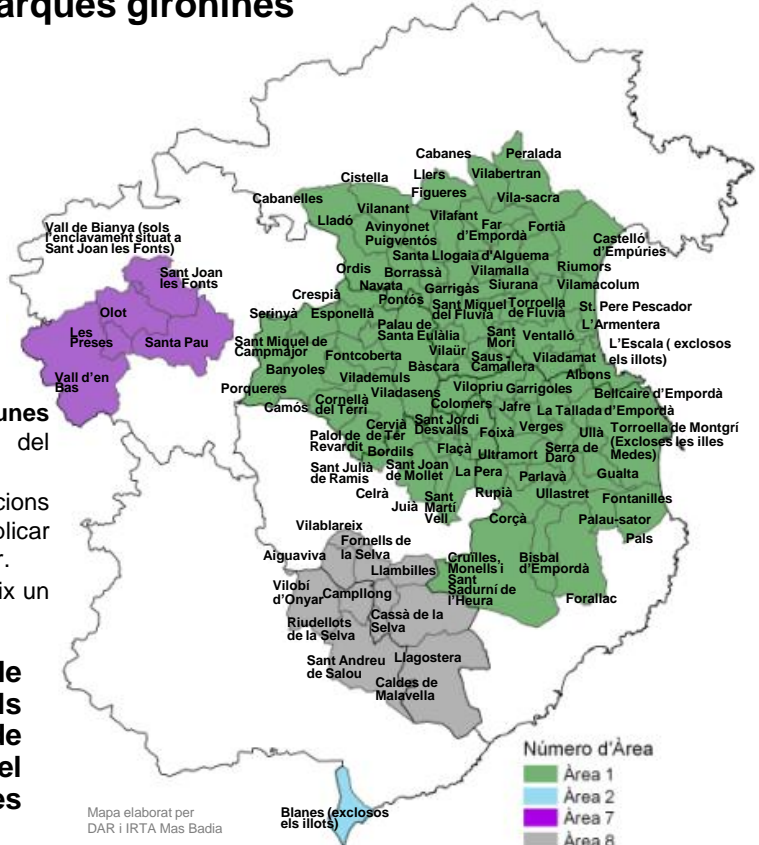 arques gironines
Cabanes
Peralada
Cistella
Llers
Vilabertran
Cabanelles
Figueres
Vila-sacra
Vilanant
Lladó
Vilafant
Avinyonet
Puigventós
Far
d'Empordà
Fortià
Castelló
d'Empúries
Vall de Bianya (sols
l'enclavament situat a
Sant Joan les Fonts)
Santa Llogaia d'Alguema
Sant Joan
les Fonts
Ordis
Borrassà
Vilamalla
Riumors
Navata
Garrigàs
Siurana
Vilamacolum
Crespià
Pontós
Serinyà
Esponellà
Sant Miquel
del Fluvià
Torroella
de Fluvià
St. Pere Pescador
Olot
Palau de
Santa Eulàlia
L'Armentera
Les
Preses
Santa Pau
Sant Miquel de
Campmajor
Fontcoberta
Vilaür
Sant
Mori
Ventalló
L'Escala ( exclosos
els illots)
Saus -
Camallera
Viladamat
Banyoles
Bàscara
Albons
Vall d'en
Bas
Vilademuls
Porqueres
Viladasens
Vilopriu
Garrigoles
Bellcaire d'Empordà
Camós
Cornellà
del Terri
Colomers
Jafre
La Tallada d'Empordà
unes
Cervià
de Ter
Sant Jordi
Desvalls
Foixà
Verges
Ullà
Torroella de Montgrí
(Excloses les illes
Medes)
del
Palol de
Revardit
Bordils
Flaçà
Ultramort
Serra de
Daró
Sant Julià
de Ramis
Sant Joan
de Mollet
La Pera
Parlavà
Gualta
cions
Celrà
Juià
Sant
Martí
Vell
Rupià
Ullastret
Fontanilles
plicar
Corçà
Palau-sator
Vilablareix
Pals
r.
Fornells de
la Selva
Aiguaviva
Llambilles
Cruïlles,
Monells i
Sant
Sadurní de
l'Heura
Bisbal
d'Empordà
ix un
Vilobí
d'Onyar
Campllong
Forallac
Riudellots
de la Selva
Cassà de la
Selva
Sant Andreu
de Salou
Llagostera
Caldes de
Malavella
le
ls
le
el
es
Número d'Àrea
Àrea 1
Àrea 2
Àrea 7
Àrea 8
Mapa elaborat per
DAR i IRTA Mas Badia
Blanes (exclosos
els illots)